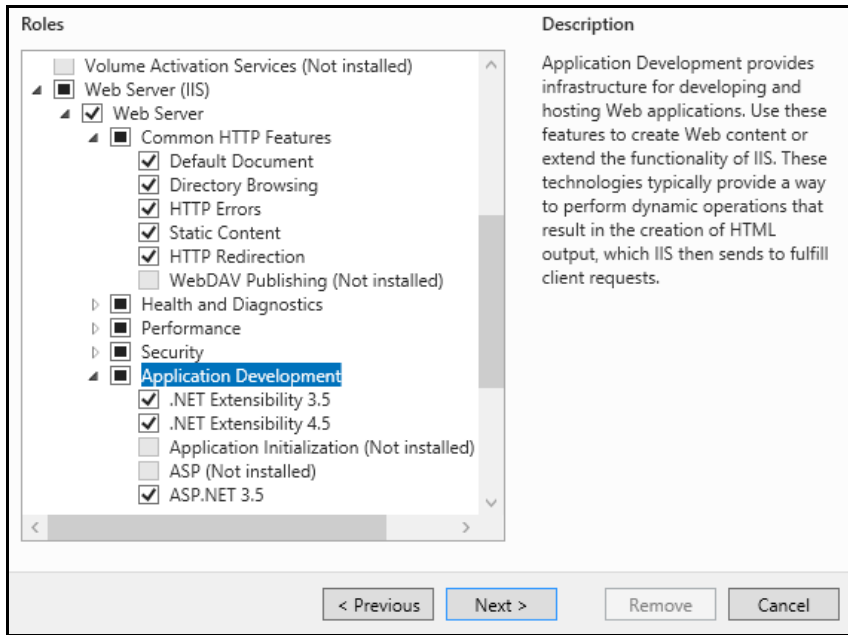 Roles
Volume Activation Services (Not installed)
Web Server (IIS)
Web Server
Common HTTP Features
Default Document
Directory Browsing
HTTP Errors
Static Content
HTTP Redirection
WebDAV Publishing (Not installed)
Health and Diagnostics
Performance
Security
Application Development
.NET Extensibility 3.5
.NET Extensibility 4.5
Application Initialization (Not installed)
ASP (Not installed)
ASP.NET 3.5
Description
Application Development provides
infrastructure for developing and
hosting Web applications. Use these
features to create Web content or
extend the functionality of IIS. These
technologies typically provide a way
to perform dynamic operations that
result in the creation of HTML
output, which IIS then sends to fulfill
client requests.
< Previous
Next >
Remove
Cancel